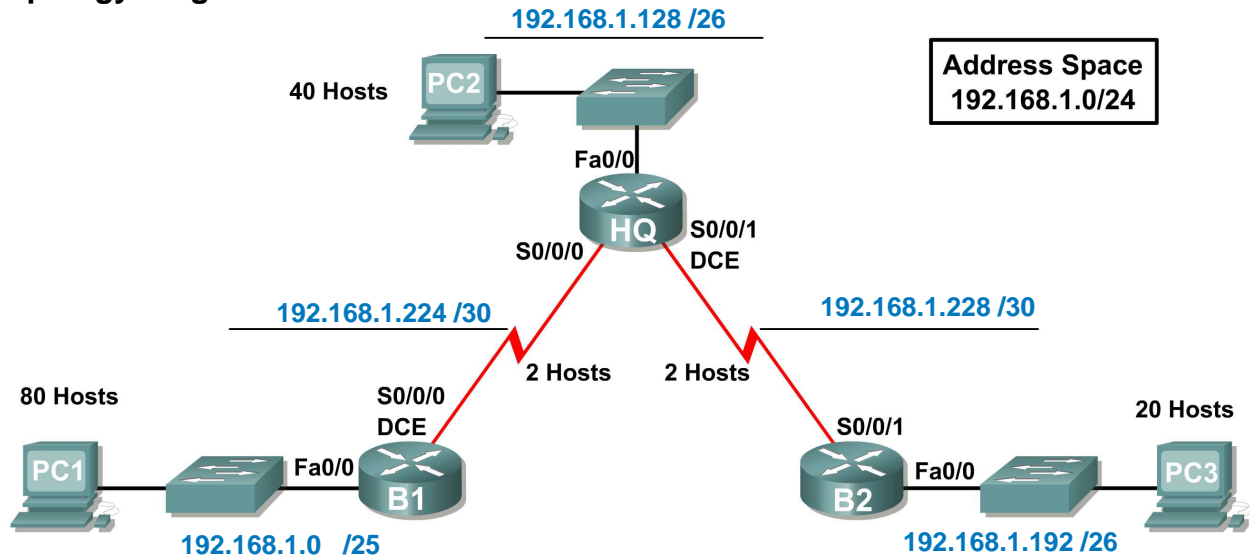 192.168.1.128 /26
PC2
40 Hosts
Address Space
192.168.1.0/24
Fa0/0
HQ
S0/0/1
DCE
S0/0/0
192.168.1.224 /30
192.168.1.228 /30
2 Hosts
2 Hosts
80 Hosts
S0/0/0
DCE
20 Hosts
S0/0/1
PC1
Fa0/0
B1
B2
Fa0/0
PC3
192.168.1.0 /25
192.168.1.192 /26